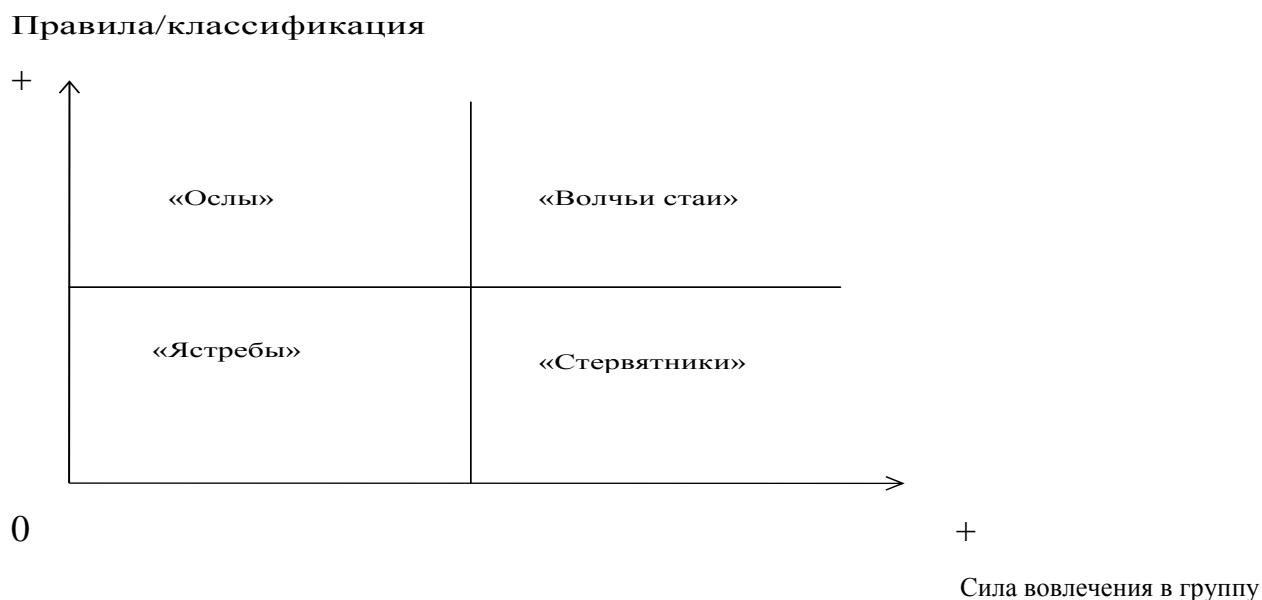 Правила/классификация
+
«Ослы» «Волчьи стаи»
«Ястребы»
«Стервятники»
0 +
Сила вовлечения в группу